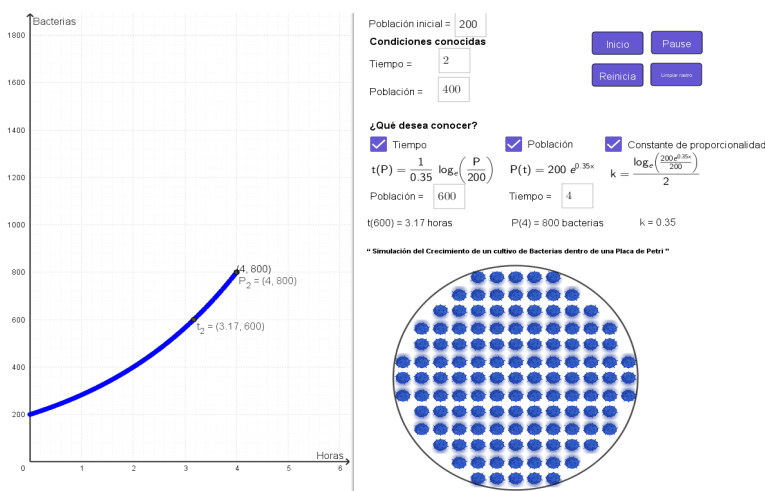 Bacterias
1800
1600
1400
1200
1000
800
600
400
200
0
1
2
3
4
5
6
Horas
(4, 800)
P₂ = (4, 800)
t₂ = (3.17, 600)
Población inicial = 200
Condiciones conocidas
Tiempo = 2
Población = 400
Inicio
Pause
Reinicia
Limpiar rastro
¿Qué desea conocer?
Tiempo
Población
Constante de proporcionalidad
t(P) = 1/0.35 logₑ(P/200)
P(t) = 200 e^0.35x
k = logₑ(200e^0.35x/200)/2
Población = 600
Tiempo = 4
t(600) = 3.17 horas
P(4) = 800 bacterias
k = 0.35
" Simulación del Crecimiento de un cultivo de Bacterias dentro de una Placa de Petri "